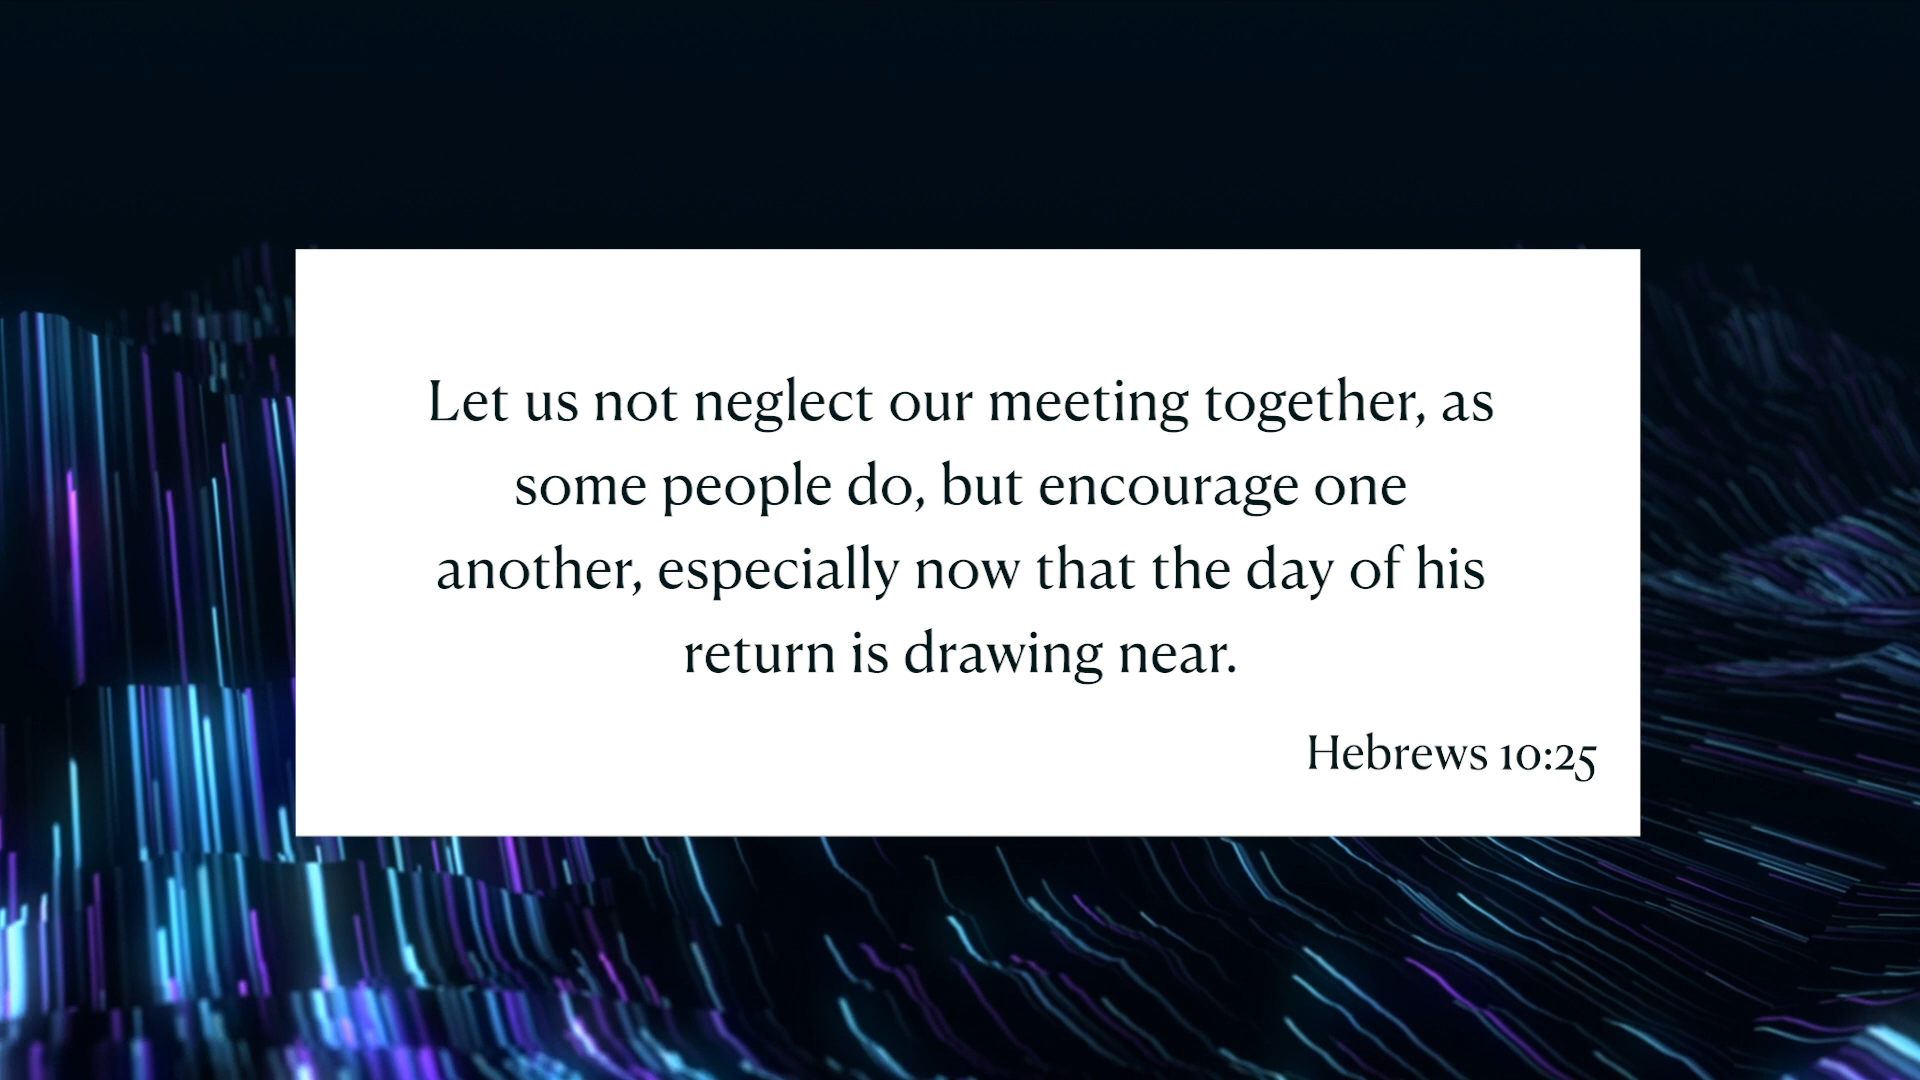 Let us not neglect our meeting together, as
some people do, but encourage one
another, especially now that the day of his
return is drawing near.
Hebrews 10:25